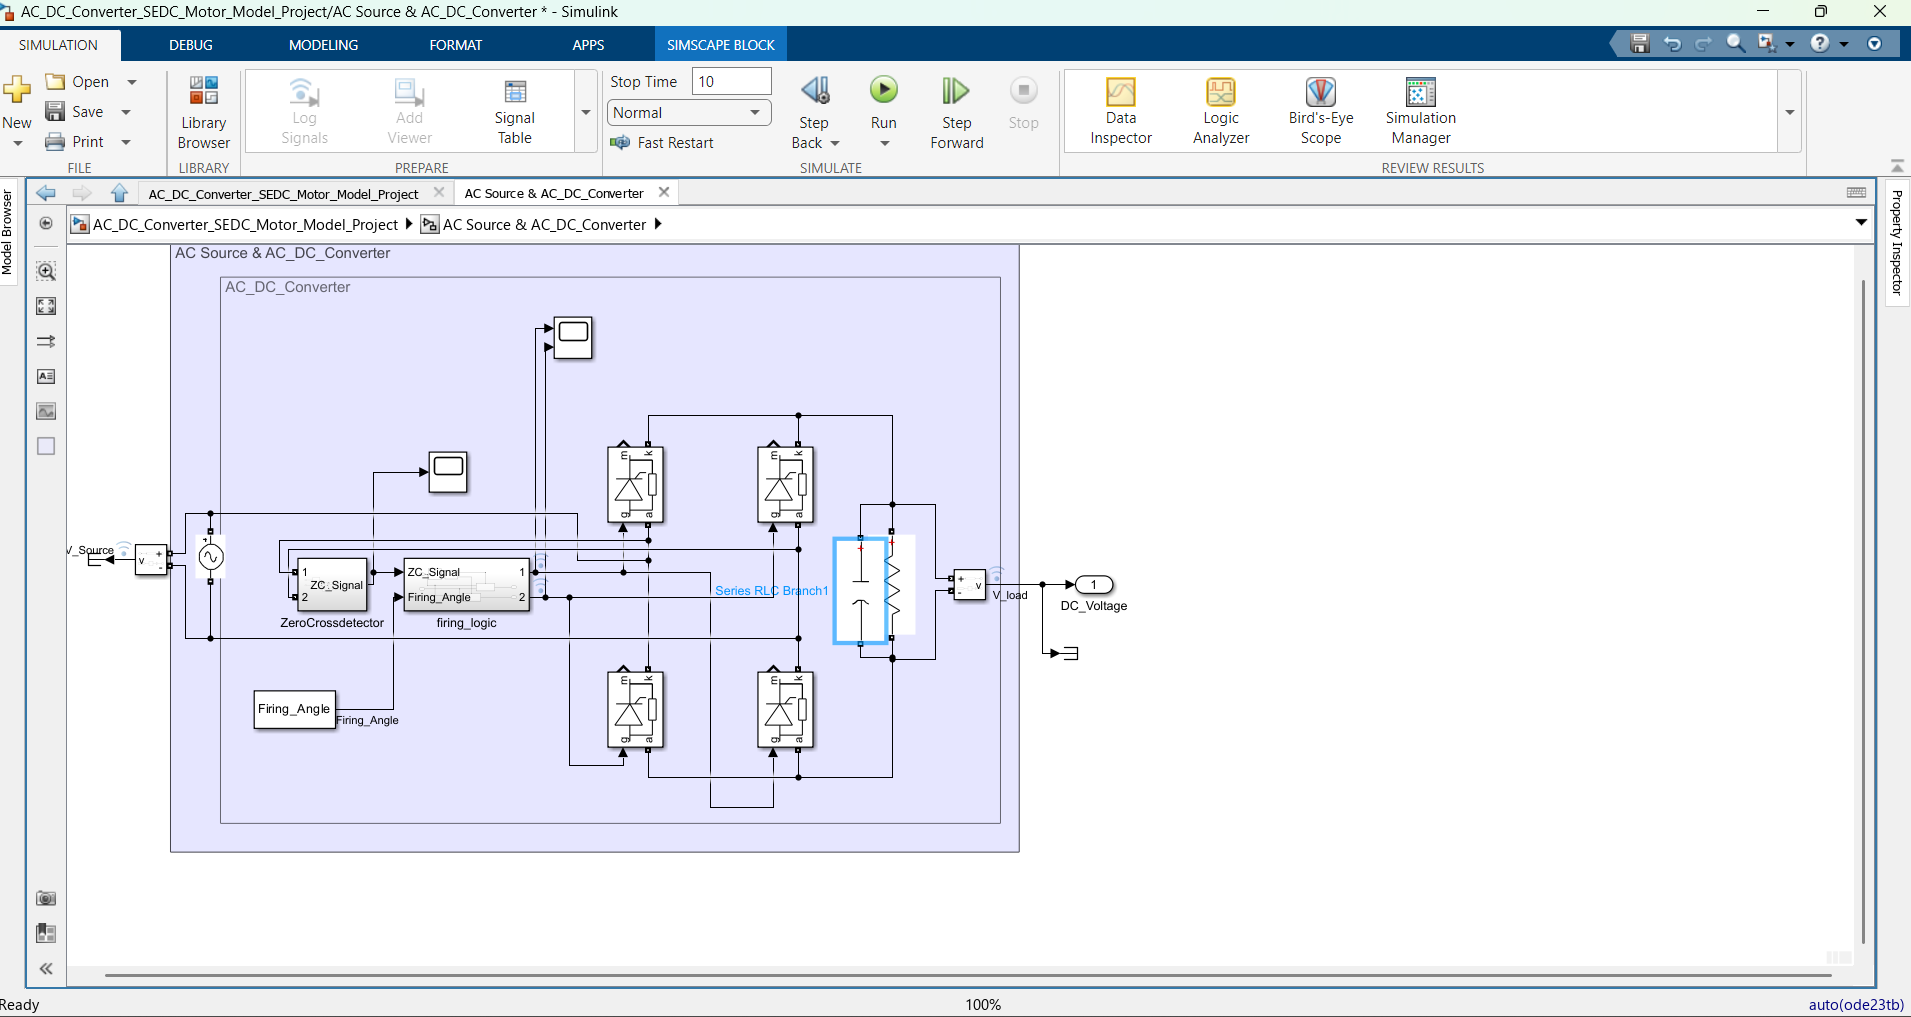 AC_DC_Converter_SEDC_Motor_Model_Project/AC Source & AC_DC_Converter * - Simulink
SIMULATION DEBUG MODELING FORMAT APPS SIMSCAPE BLOCK
New
Open
Save
Print
FILE
Library
Browser
LIBRARY
Log
Signals
Add
Viewer
Signal
Table
PREPARE
Stop Time 10
Normal
Fast Restart
Step
Back
Run
Step
Forward
Stop
SIMULATE
Data
Inspector
Logic
Analyzer
Bird's-Eye
Scope
Simulation
Manager
REVIEW RESULTS
Model Browser
AC_DC_Converter_SEDC_Motor_Model_Project
AC Source & AC_DC_Converter
AC_DC_Converter_SEDC_Motor_Model_Project AC Source & AC_DC_Converter
Property Inspector
AC Source & AC_DC_Converter
AC_DC_Converter
m k
g a
m k
g a
V_Source
v + -
1
2
ZC_Signal
ZeroCrossdetector
ZC_Signal
Firing_Angle
1
2
firing_logic
Series RLC Branch1
+
+
+ - v
V_load
1
DC_Voltage
Firing_Angle
Firing_Angle
m k
g a
m k
g a
Ready
100%
auto(ode23tb)